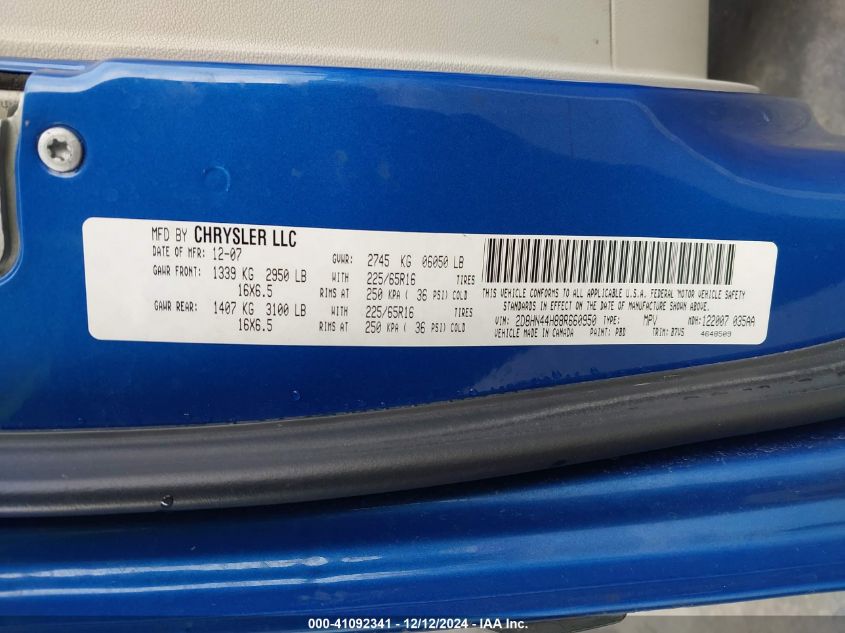 MFD BY CHRYSLER LLC
DATE OF MFR: 12-07 GVWR: 2745 KG 06050 LB
GAWR FRONT: 1339 KG 2950 LB WITH 225/65R16 TIRES
16X6.5 RIMS AT 250 KPA ( 36 PSI) COLD
GAWR REAR: 1407 KG 3100 LB WITH 225/65R16 TIRES
16X6.5 RIMS AT 250 KPA ( 36 PSI) COLD
THIS VEHICLE CONFORMS TO ALL APPLICABLE U.S.A. FEDERAL MOTOR VEHICLE SAFETY
STANDARDS IN EFFECT ON THE DATE OF MANUFACTURE SHOWN ABOVE.
VIN: 2D8HN44H88R660950 TYPE: MPV MDH: 122007 035AA
VEHICLE MADE IN CANADA PAINT: PBD TRIM: B7VS 4648509
000-41092341 – 12/12/2024 – IAA Inc.